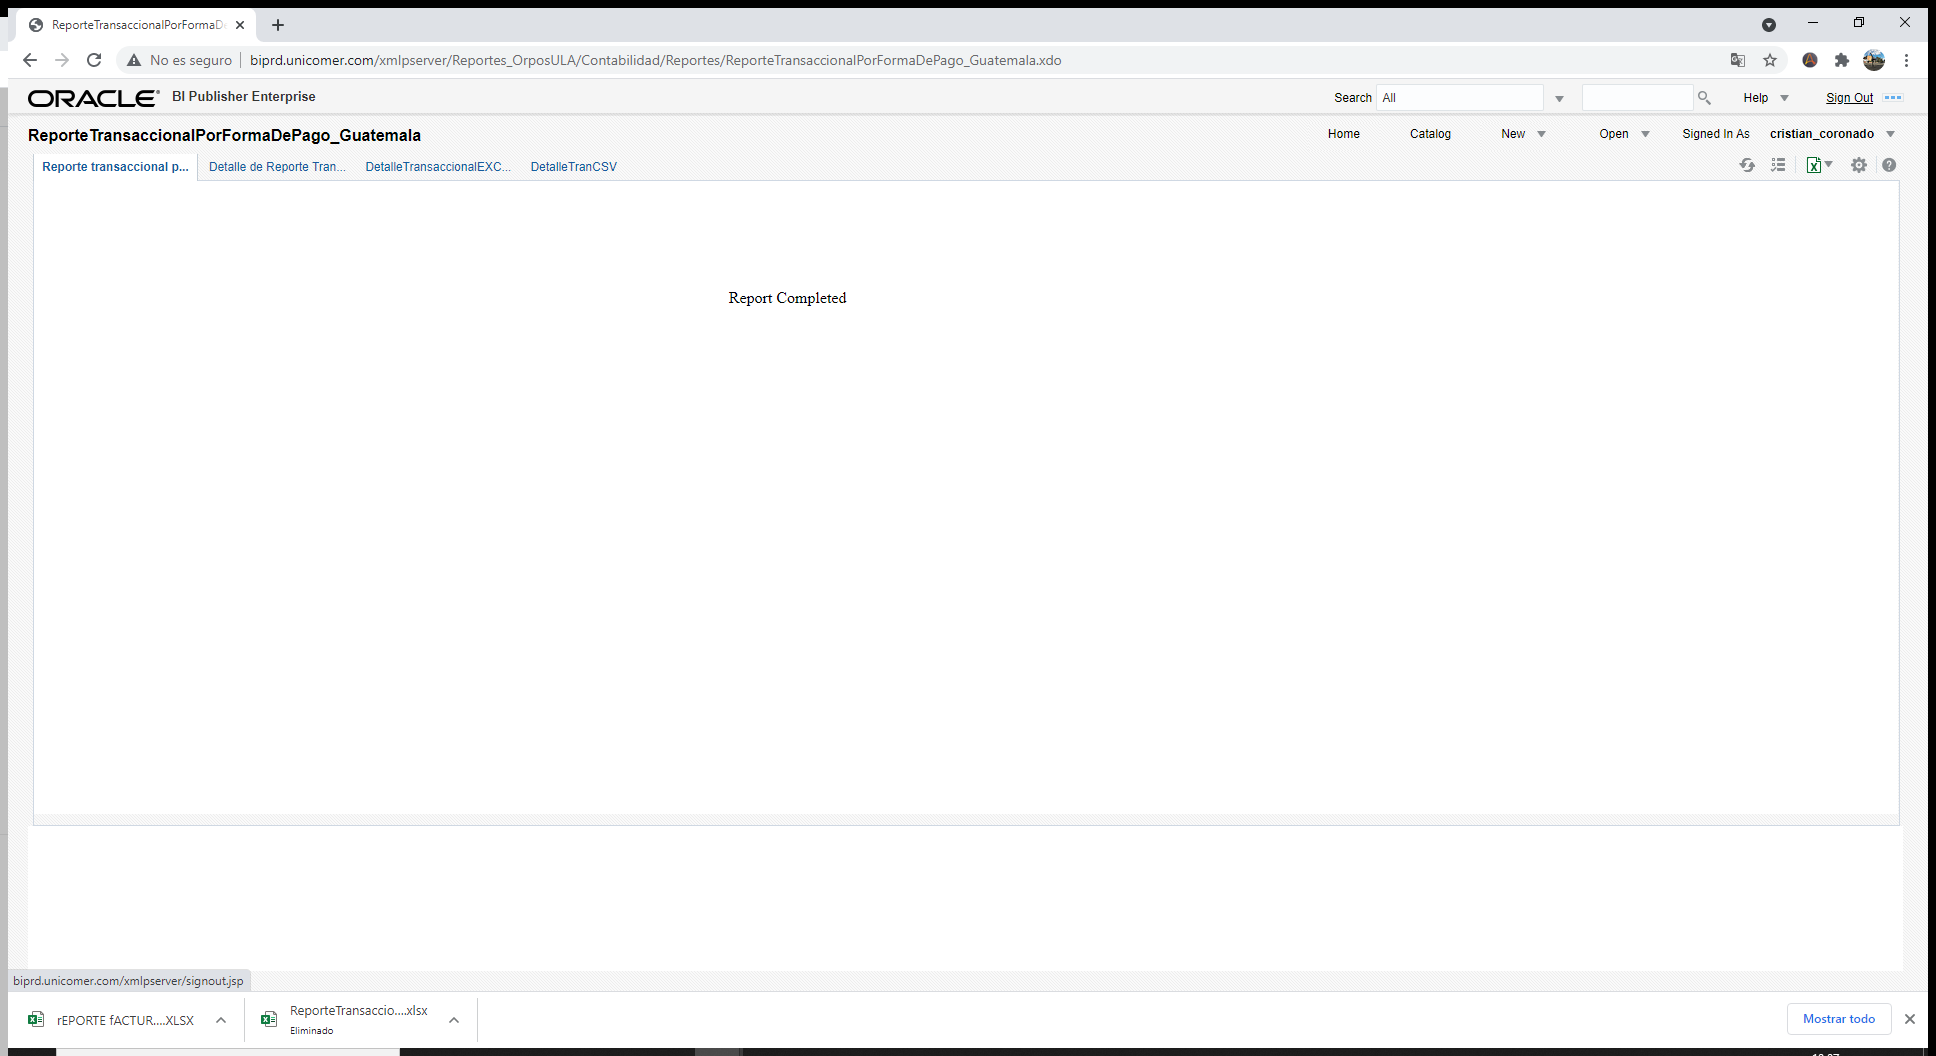 ReporteTransaccionalPorFormaD
No es seguro
biprd.unicomer.com/xmlpserver/Reportes_OrposULA/Contabilidad/Reportes/ReporteTransaccionalPorFormaDePago_Guatemala.xdo
ORACLE BI Publisher Enterprise
Search All Help Sign Out
ReporteTransaccionalPorFormaDePago_Guatemala
Home Catalog New Open Signed In As cristian_coronado
Reporte transaccional p... Detalle de Reporte Tran... DetalleTransaccionalEXC... DetalleTranCSV
Report Completed
biprd.unicomer.com/xmlpserver/signout.jsp
rEPORTE fACTUR....XLSX
ReporteTransaccio....xlsx
Eliminado
Mostrar todo